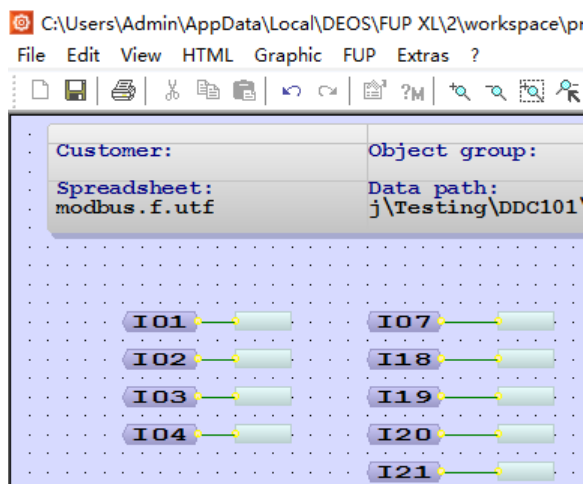 C:\Users\Admin\AppData\Local\DEOS\FUP XL\2\workspace\pr
File Edit View HTML Graphic FUP Extras ?
?M
Customer: Object group:
Spreadsheet: Data path:
modbus.f.utf j\Testing\DDC101\
I01 I07
I02 I18
I03 I19
I04 I20
I21